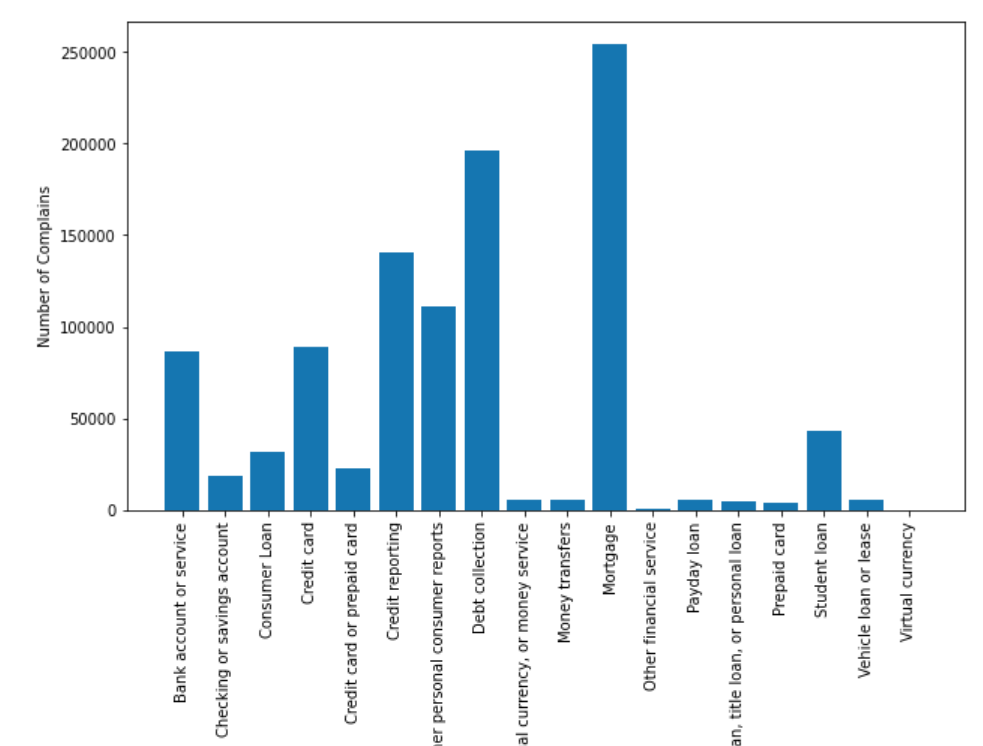 250000
200000
150000
100000
50000
0
Number of Complains
Bank account or service
Checking or savings account
Consumer Loan
Credit card
Credit card or prepaid card
Credit reporting
er personal consumer reports
Debt collection
al currency, or money service
Money transfers
Mortgage
Other financial service
Payday loan
an, title loan, or personal loan
Prepaid card
Student loan
Vehicle loan or lease
Virtual currency